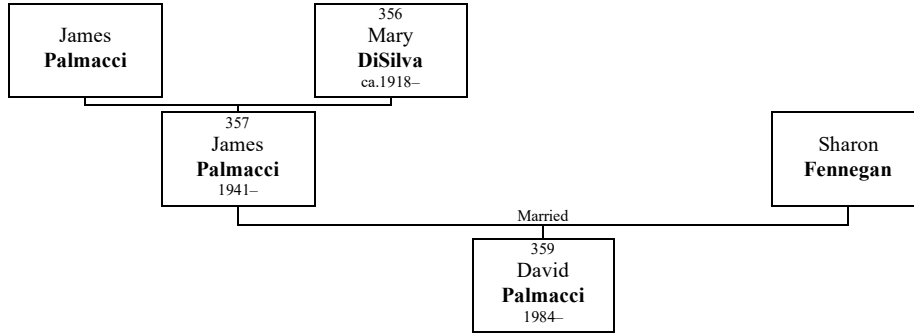 James
Palmacci
356
Mary
DiSilva
ca.1918–
357
James
Palmacci
1941–
Sharon
Fennegan
Married
359
David
Palmacci
1984–